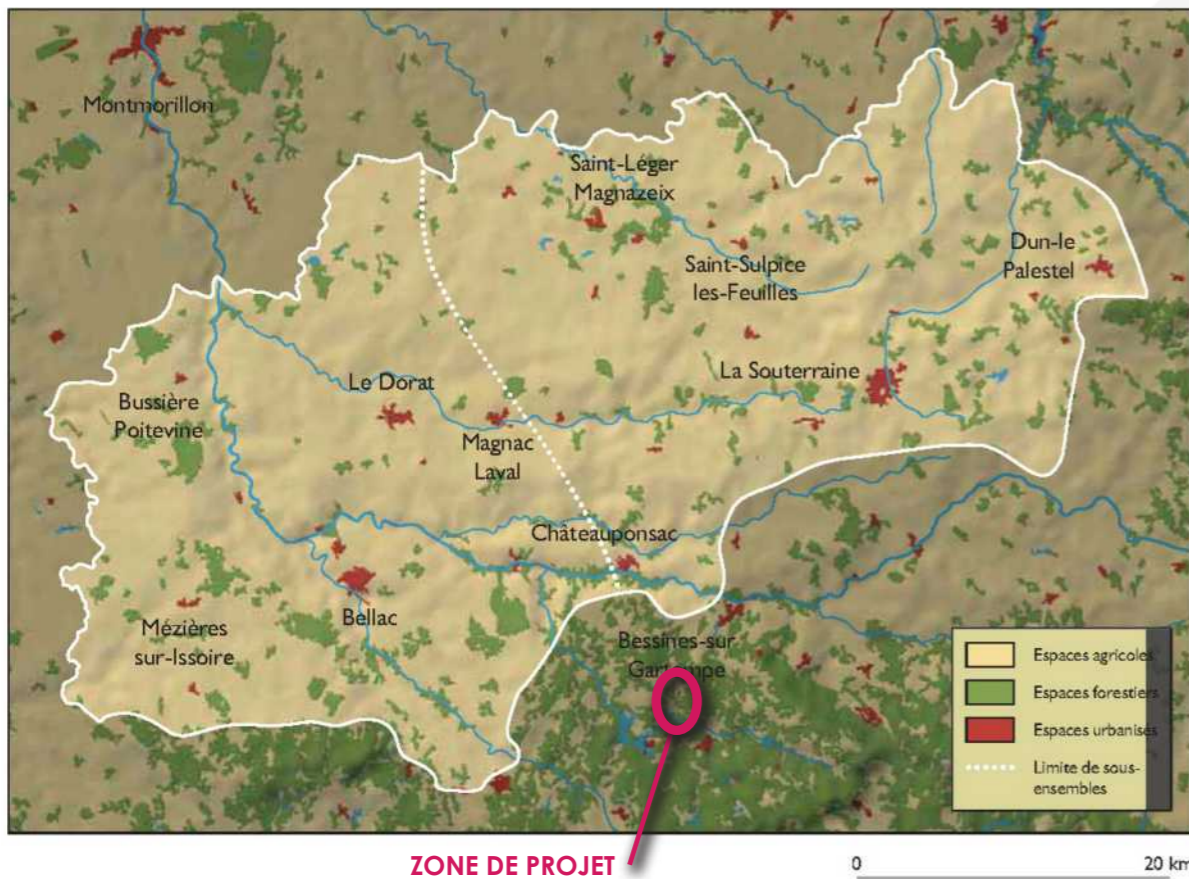 Montmorillon
Saint-Léger
Magnazeix
Dun-le
Palestel
Saint-Sulpice
les-Feuilles
La Souterraine
Le Dorat
Bussière
Poitevine
Magnac
Laval
Châteauponsac
Bellac
Mézières
sur-Issoire
Bessines-sur
Gartempe
Espaces agricoles
Espaces forestiers
Espaces urbanisés
Limite de sous-
ensembles
ZONE DE PROJET
0 20 km